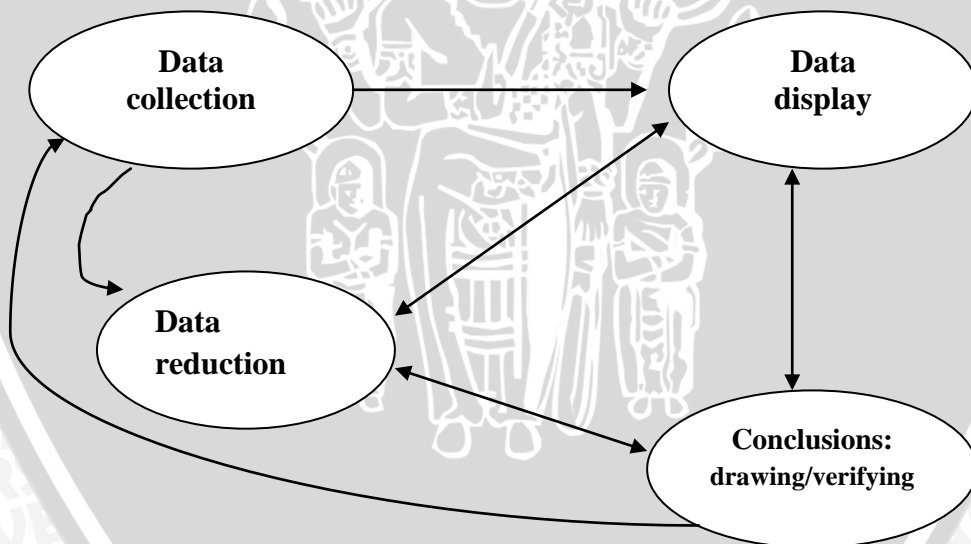 Data
collection
Data
display
Data
reduction
Conclusions:
drawing/verifying